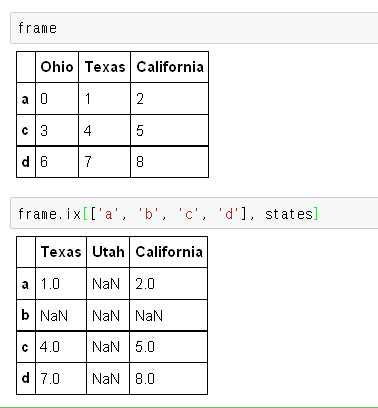 frame
Ohio Texas California
a 0 1 2
c 3 4 5
d 6 7 8
frame.ix[['a', 'b', 'c', 'd'], states]
Texas Utah California
a 1.0 NaN 2.0
b NaN NaN NaN
c 4.0 NaN 5.0
d 7.0 NaN 8.0